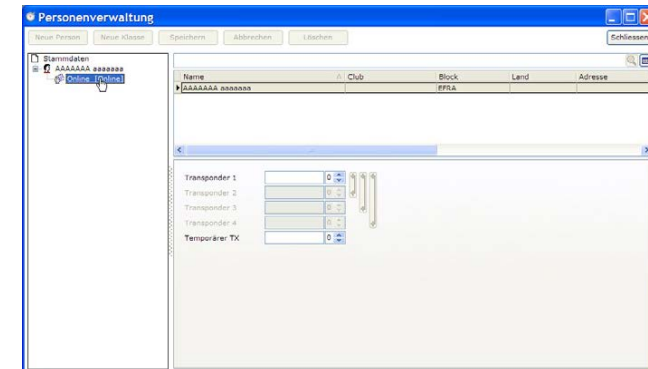 Personenverwaltung
Neue Person Neue Klasse Speichern Abbrechen Löschen Schliessen
Stammdaten
AAAAAAA aaaaaaa
Online [Online]
Name Club Block Land Adresse
AAAAAAA aaaaaaa EFRA
Transponder 1 0
Transponder 2 0
Transponder 3 0
Transponder 4 0
Temporärer TX 0